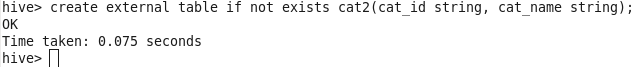 hive> create external table if not exists cat2(cat_id string, cat_name string);
OK
Time taken: 0.075 seconds
hive>